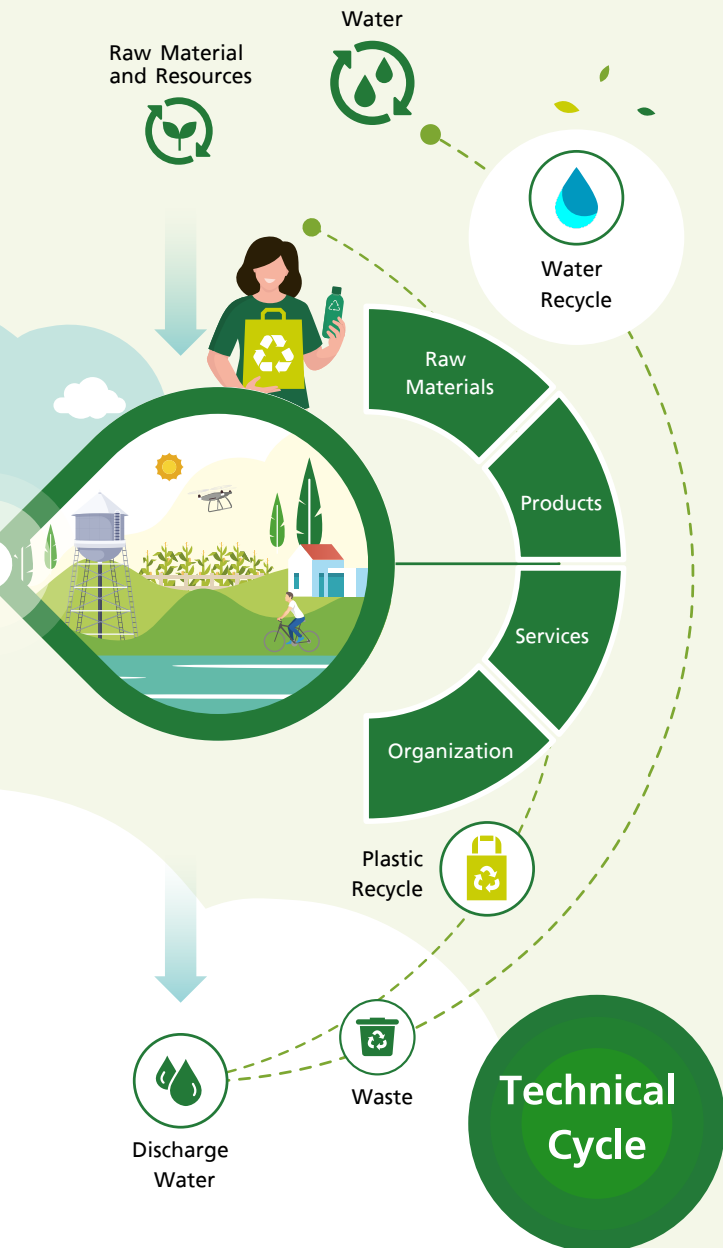 Water
Raw Material
and Resources
Water
Recycle
Raw
Materials
Products
Services
Organization
Plastic
Recycle
Waste
Discharge
Water
Technical
Cycle